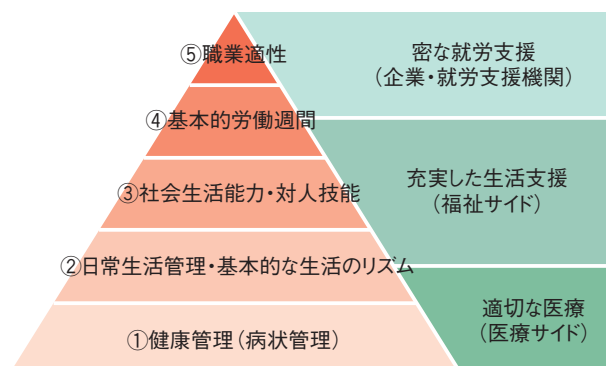 ⑤職業適性
④基本的労働週間
③社会生活能力・対人技能
②日常生活管理・基本的な生活のリズム
①健康管理（病状管理）
密な就労支援
（企業・就労支援機関）
充実した生活支援
（福祉サイド）
適切な医療
（医療サイド）